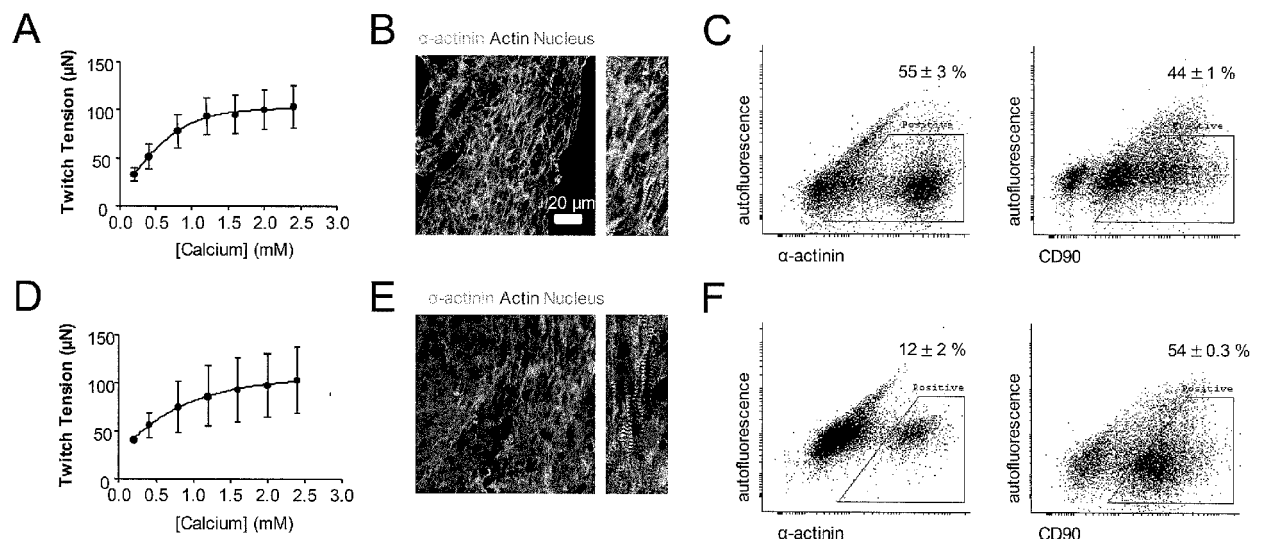 A
Twitch Tension (µN)
150
100
50
0
0.0 0.5 1.0 1.5 2.0 2.5 3.0
[Calcium] (mM)
B
α-actinin Actin Nucleus
20 µm
C
55 ± 3 %
Positive
autofluorescence
α-actinin
44 ± 1 %
Positive
autofluorescence
CD90
D
Twitch Tension (µN)
150
100
50
0
0.0 0.5 1.0 1.5 2.0 2.5 3.0
[Calcium] (mM)
E
α-actinin Actin Nucleus
F
12 ± 2 %
Positive
autofluorescence
α-actinin
54 ± 0.3 %
Positive
autofluorescence
CD90